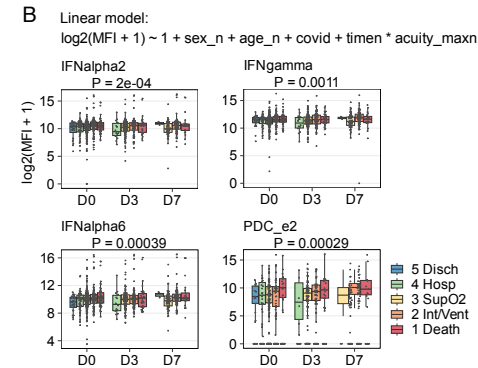 B
Linear model:
log2(MFI + 1) ~ 1 + sex_n + age_n + covid + timen * acuity_maxn
IFNalpha2
P = 2e-04
IFNgamma
P = 0.0011
log2(MFI + 1)
15
10
5
0
D0 D3 D7
15
10
5
0
D0 D3 D7
IFNalpha6
P = 0.00039
PDC_e2
P = 0.00029
16
12
8
4
D0 D3 D7
15
10
5
0
D0 D3 D7
5 Disch
4 Hosp
3 SupO2
2 Int/Vent
1 Death